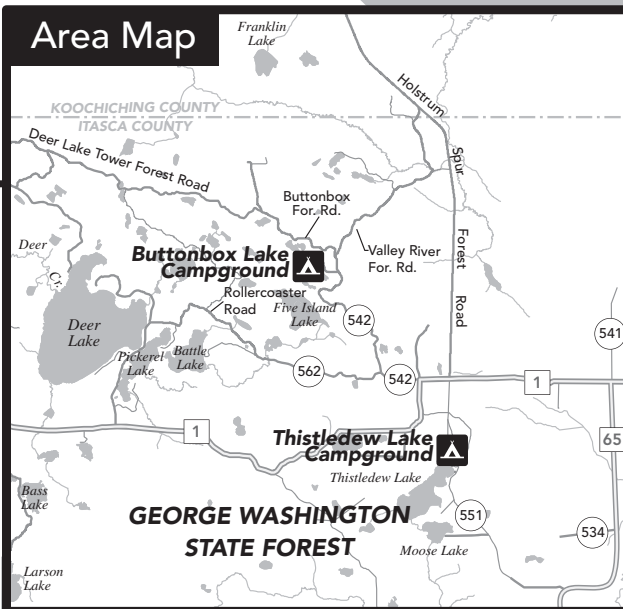 Area Map
Franklin
Lake
Holstrum
Spur
Forest
Road
KOOCHICHING COUNTY
ITASCA COUNTY
Deer Lake Tower Forest Road
Buttonbox
For. Rd.
Valley River
For. Rd.
Deer
Cr.
Buttonbox Lake
Campground
Rollercoaster
Road
Five Island
Lake
542
541
Deer
Lake
Pickerel
Lake
Battle
Lake
562
542
1
1
65
Thistledew Lake
Campground
Thistledew Lake
Bass
Lake
GEORGE WASHINGTON
STATE FOREST
551
534
Moose Lake
Larson
Lake